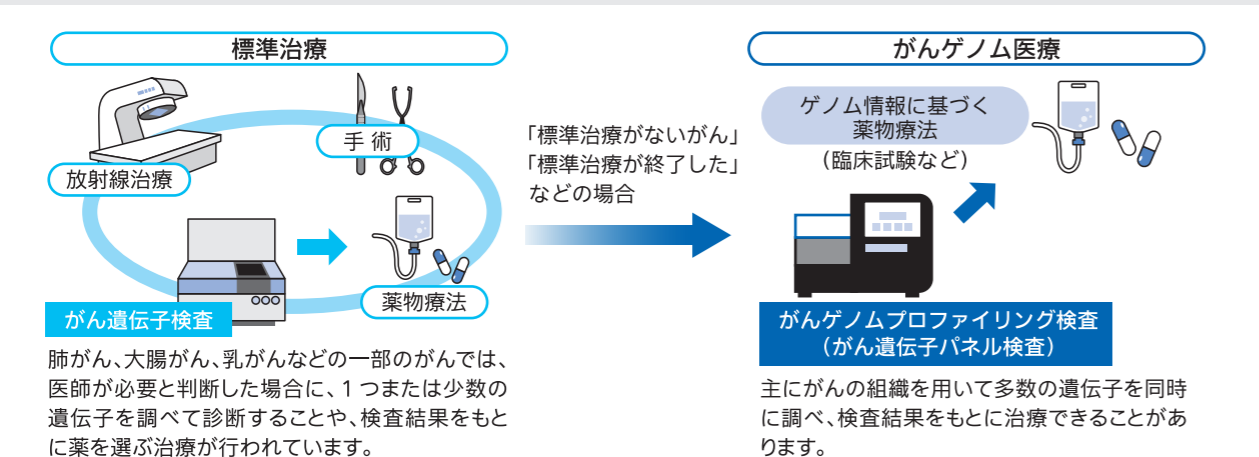 標準治療
手術
放射線治療
薬物療法
がん遺伝子検査
肺がん、大腸がん、乳がんなどの一部のがんでは、
医師が必要と判断した場合に、1つまたは少数の
遺伝子を調べて診断することや、検査結果をもと
に薬を選ぶ治療が行われています。
「標準治療がないがん」
「標準治療が終了した」
などの場合
がんゲノム医療
ゲノム情報に基づく
薬物療法
（臨床試験など）
がんゲノムプロファイリング検査
（がん遺伝子パネル検査）
主にがんの組織を用いて多数の遺伝子を同時
に調べ、検査結果をもとに治療できることがあ
ります。